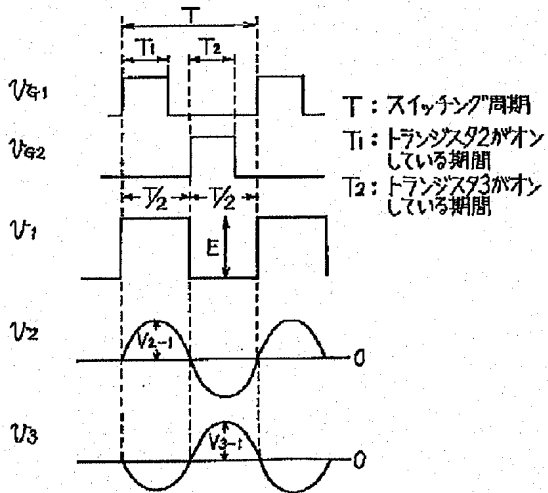 T
T1
T2
VG1
T : スイッチング周期
T1 : トランジスタ2がオン
している期間
VG2
T2 : トランジスタ3がオン
している期間
T/2
T/2
V1
E
V2
V2-1
0
V3
V3-1
0